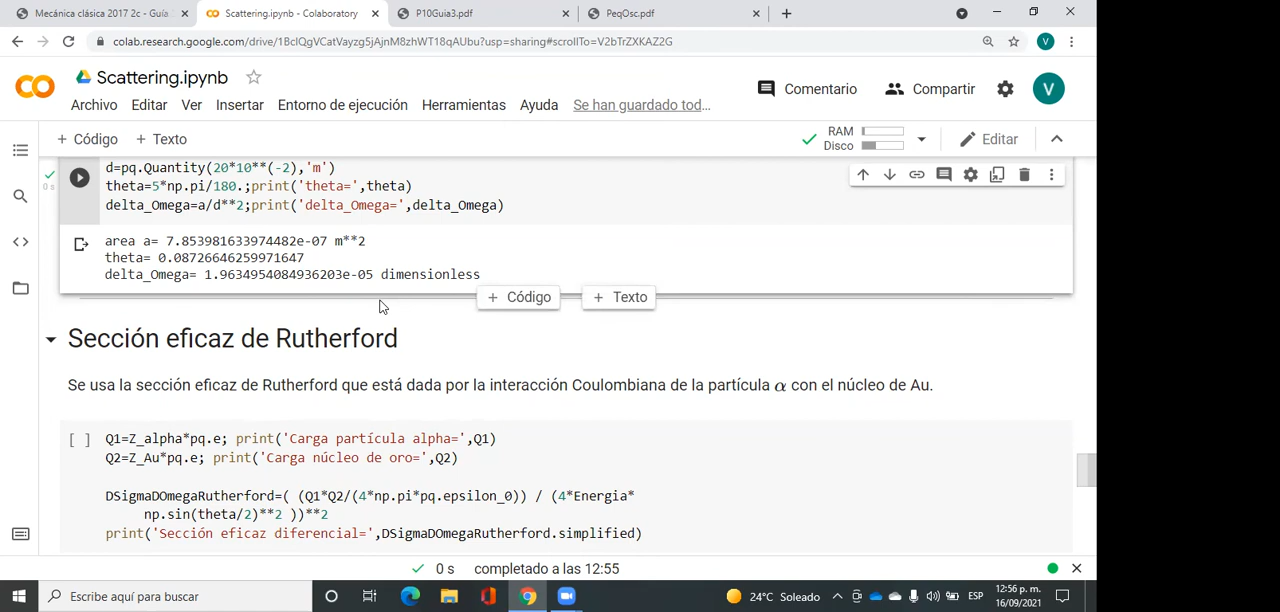 Mecánica clásica 2017 2c - Guía.
Scattering.ipynb - Colaboratory
P10Guia3.pdf
PeqOsc.pdf
colab.research.google.com/drive/1BclQgVCatVayzg5jAjnM8zhWT18qAUbu?usp=sharing#scrollTo=V2bTrZXKAZ2G
V
Scattering.ipynb
Comentario
Compartir
V
Archivo Editar Ver Insertar Entorno de ejecución Herramientas Ayuda Se han guardado tod…
+ Código + Texto
RAM
Disco
Editar
d=pq.Quantity(20*10**(-2),'m')
theta=5*np.pi/180.;print('theta=',theta)
delta_Omega=a/d**2;print('delta_Omega=',delta_Omega)
0 s
area a= 7.853981633974482e-07 m**2
theta= 0.08726646259971647
delta_Omega= 1.9634954084936203e-05 dimensionless
+ Código + Texto
Sección eficaz de Rutherford
Se usa la sección eficaz de Rutherford que está dada por la interacción Coulombiana de la partícula α con el núcleo de Au.
[ ] Q1=Z_alpha*pq.e; print('Carga partícula alpha=',Q1)
Q2=Z_Au*pq.e; print('Carga núcleo de oro=',Q2)
DSigmaDOmegaRutherford=( (Q1*Q2/(4*np.pi*pq.epsilon_0)) / (4*Energia*
np.sin(theta/2)**2 ))**2
print('Sección eficaz diferencial=',DSigmaDOmegaRutherford.simplified)
0 s completado a las 12:55
Escribe aquí para buscar
24°C Soleado
ESP
12:56 p. m.
16/09/2021